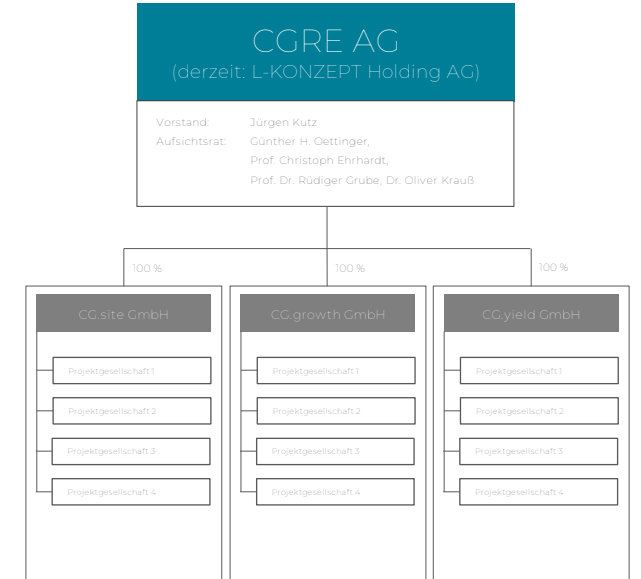 CGRE AG
(derzeit: L-KONZEPT Holding AG)
Vorstand: Jürgen Kutz
Aufsichtsrat: Günther H. Oettinger,
Prof. Christoph Ehrhardt,
Prof. Dr. Rüdiger Grube, Dr. Oliver Krauß
100 %
100 %
100 %
CG.site GmbH
Projektgesellschaft 1
Projektgesellschaft 2
Projektgesellschaft 3
Projektgesellschaft 4
CG.growth GmbH
Projektgesellschaft 1
Projektgesellschaft 2
Projektgesellschaft 3
Projektgesellschaft 4
CG.yield GmbH
Projektgesellschaft 1
Projektgesellschaft 2
Projektgesellschaft 3
Projektgesellschaft 4